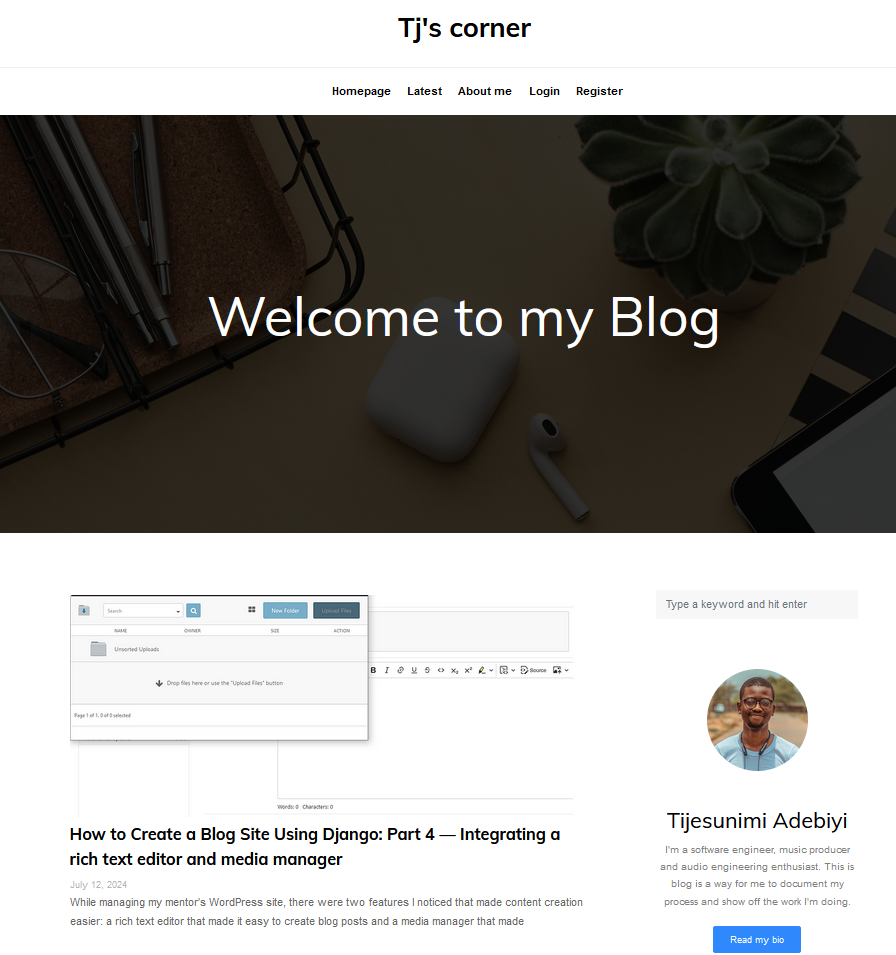 Tj's corner
Homepage Latest About me Login Register
Welcome to my Blog
Search
New Folder
Upload Files
NAME OWNER SIZE ACTION
Unsorted Uploads
Drop files here or use the "Upload Files" button
Page 1 of 1. 0 of 0 selected
Source
Words: 0 Characters: 0
How to Create a Blog Site Using Django: Part 4 — Integrating a
rich text editor and media manager
July 12, 2024
While managing my mentor's WordPress site, there were two features I noticed that made content creation
easier: a rich text editor that made it easy to create blog posts and a media manager that made
Type a keyword and hit enter
Tijesunimi Adebiyi
I'm a software engineer, music producer
and audio engineering enthusiast. This is
blog is a way for me to document my
process and show off the work I'm doing.
Read my bio